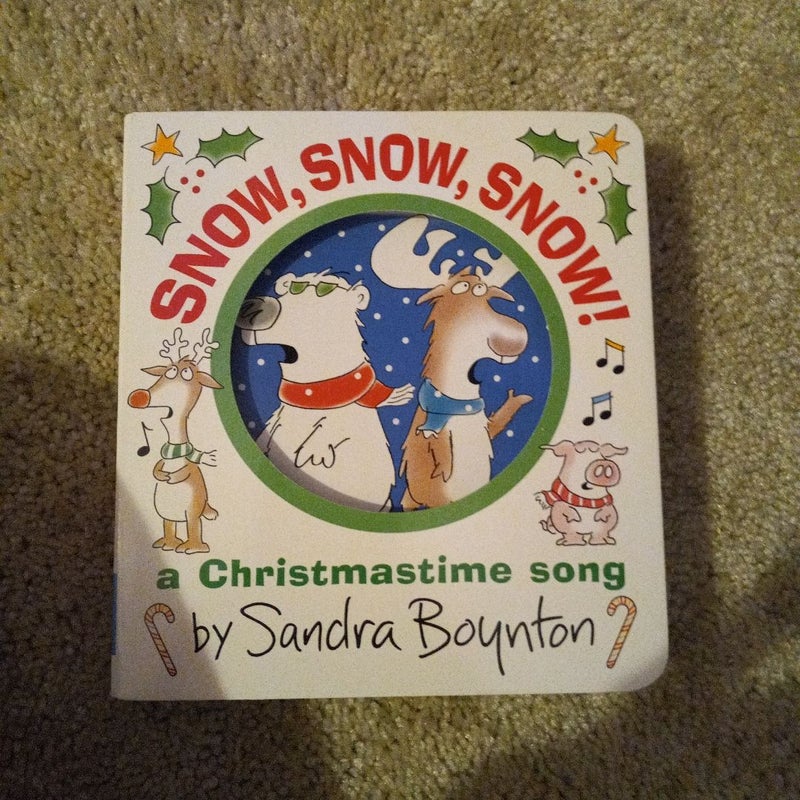 SNOW, SNOW, SNOW!
a Christmastime song
by Sandra Boynton